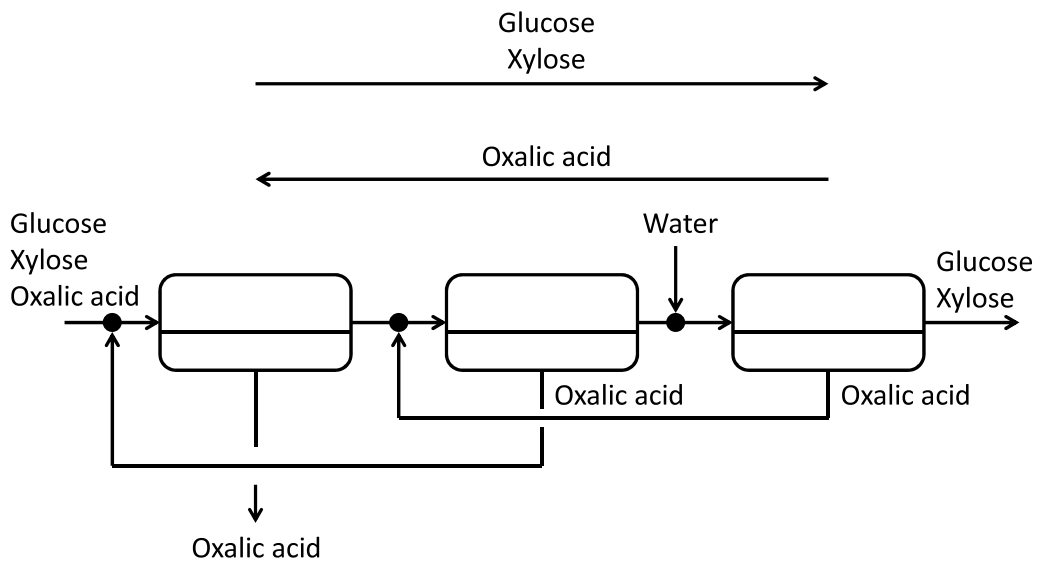 Glucose
Xylose
Oxalic acid
Water
Glucose
Xylose
Oxalic acid
Glucose
Xylose
Oxalic acid
Oxalic acid
Oxalic acid